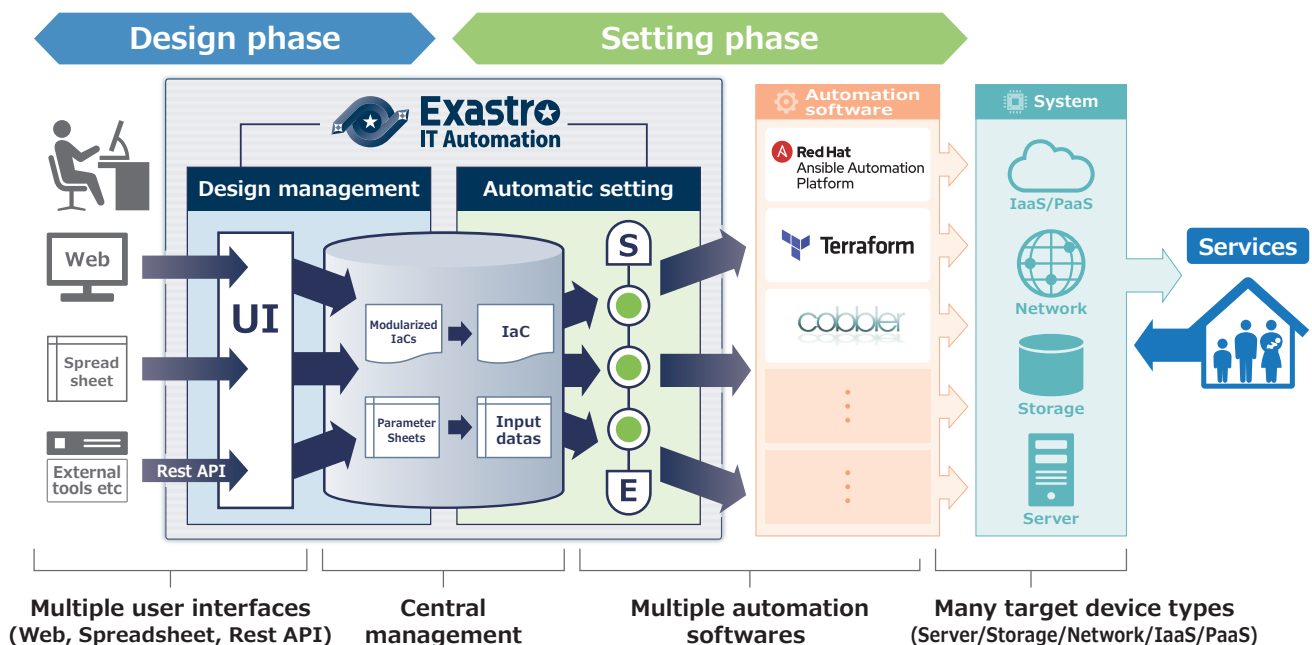 Design phase
Setting phase
Exastro
IT Automation
Design management
Automatic setting
Web
Spread
sheet
External
tools etc
Rest API
UI
Modularized
IaCs
IaC
Parameter
Sheets
Input
datas
S
E
Automation
software
Red Hat
Ansible Automation
Platform
Terraform
cobbler
System
IaaS/PaaS
Network
Storage
Server
Services
Multiple user interfaces
(Web, Spreadsheet, Rest API)
Central
management
Multiple automation
softwares
Many target device types
(Server/Storage/Network/IaaS/PaaS)